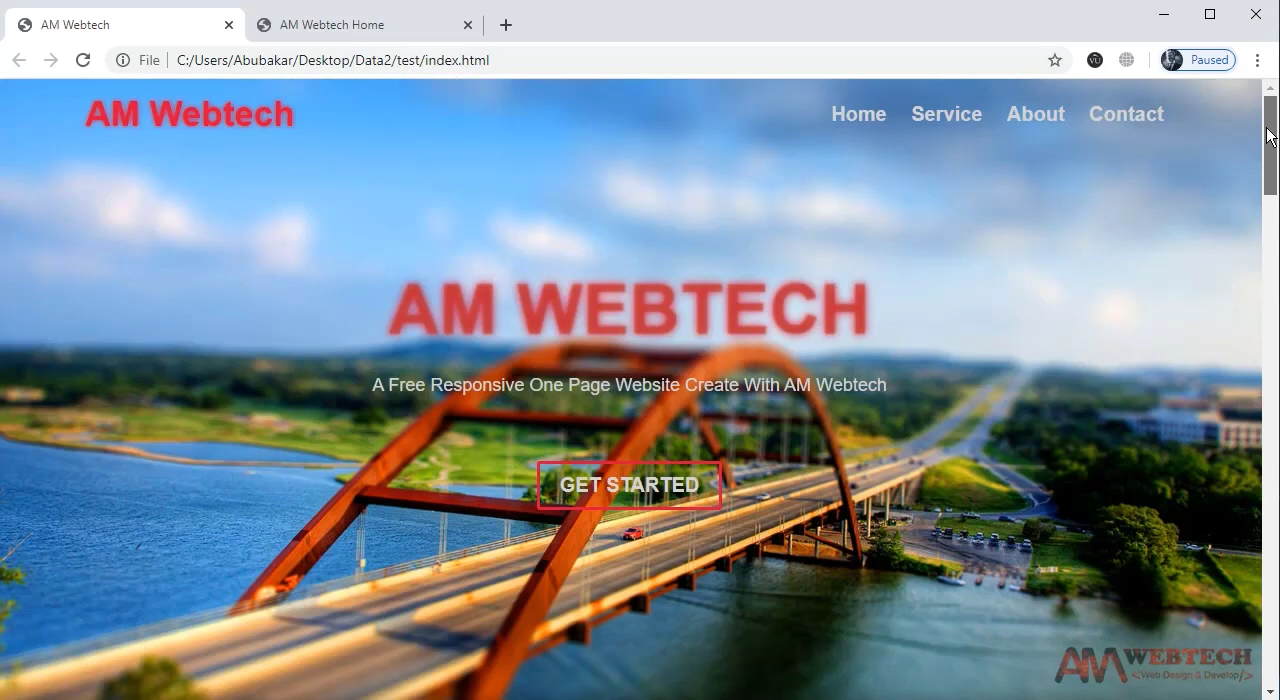 AM Webtech
AM Webtech Home
File
C:/Users/Abubakar/Desktop/Data2/test/index.html
VU
Paused
AM Webtech
Home Service About Contact
AM WEBTECH
A Free Responsive One Page Website Create With AM Webtech
GET STARTED
AM WEBTECH
<Web Design & Develop/>